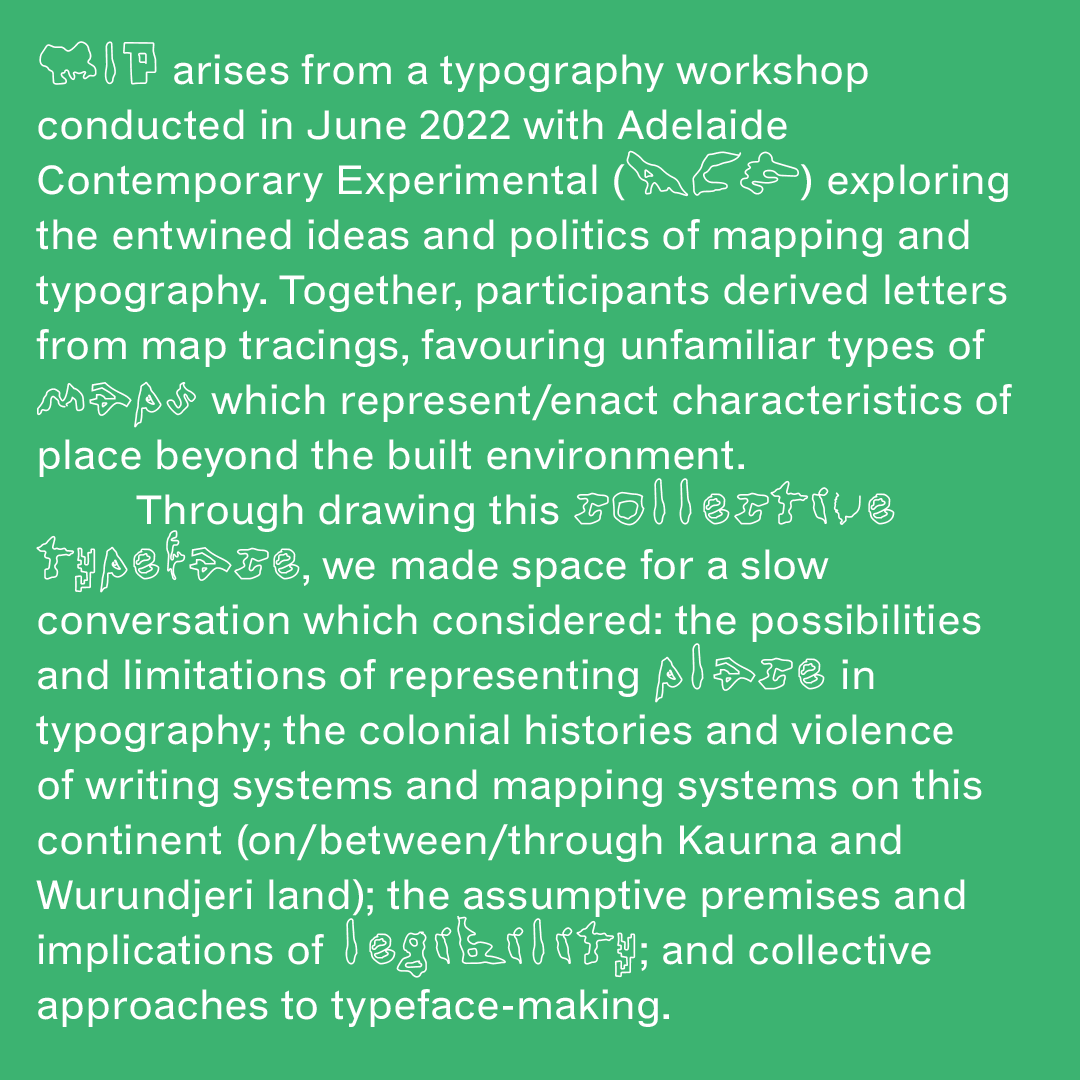 WIP arises from a typography workshop
conducted in June 2022 with Adelaide
Contemporary Experimental (ACE) exploring
the entwined ideas and politics of mapping and
typography. Together, participants derived letters
from map tracings, favouring unfamiliar types of
maps which represent/enact characteristics of
place beyond the built environment.
Through drawing this collective
typeface, we made space for a slow
conversation which considered: the possibilities
and limitations of representing place in
typography; the colonial histories and violence
of writing systems and mapping systems on this
continent (on/between/through Kaurna and
Wurundjeri land); the assumptive premises and
implications of legibility; and collective
approaches to typeface-making.